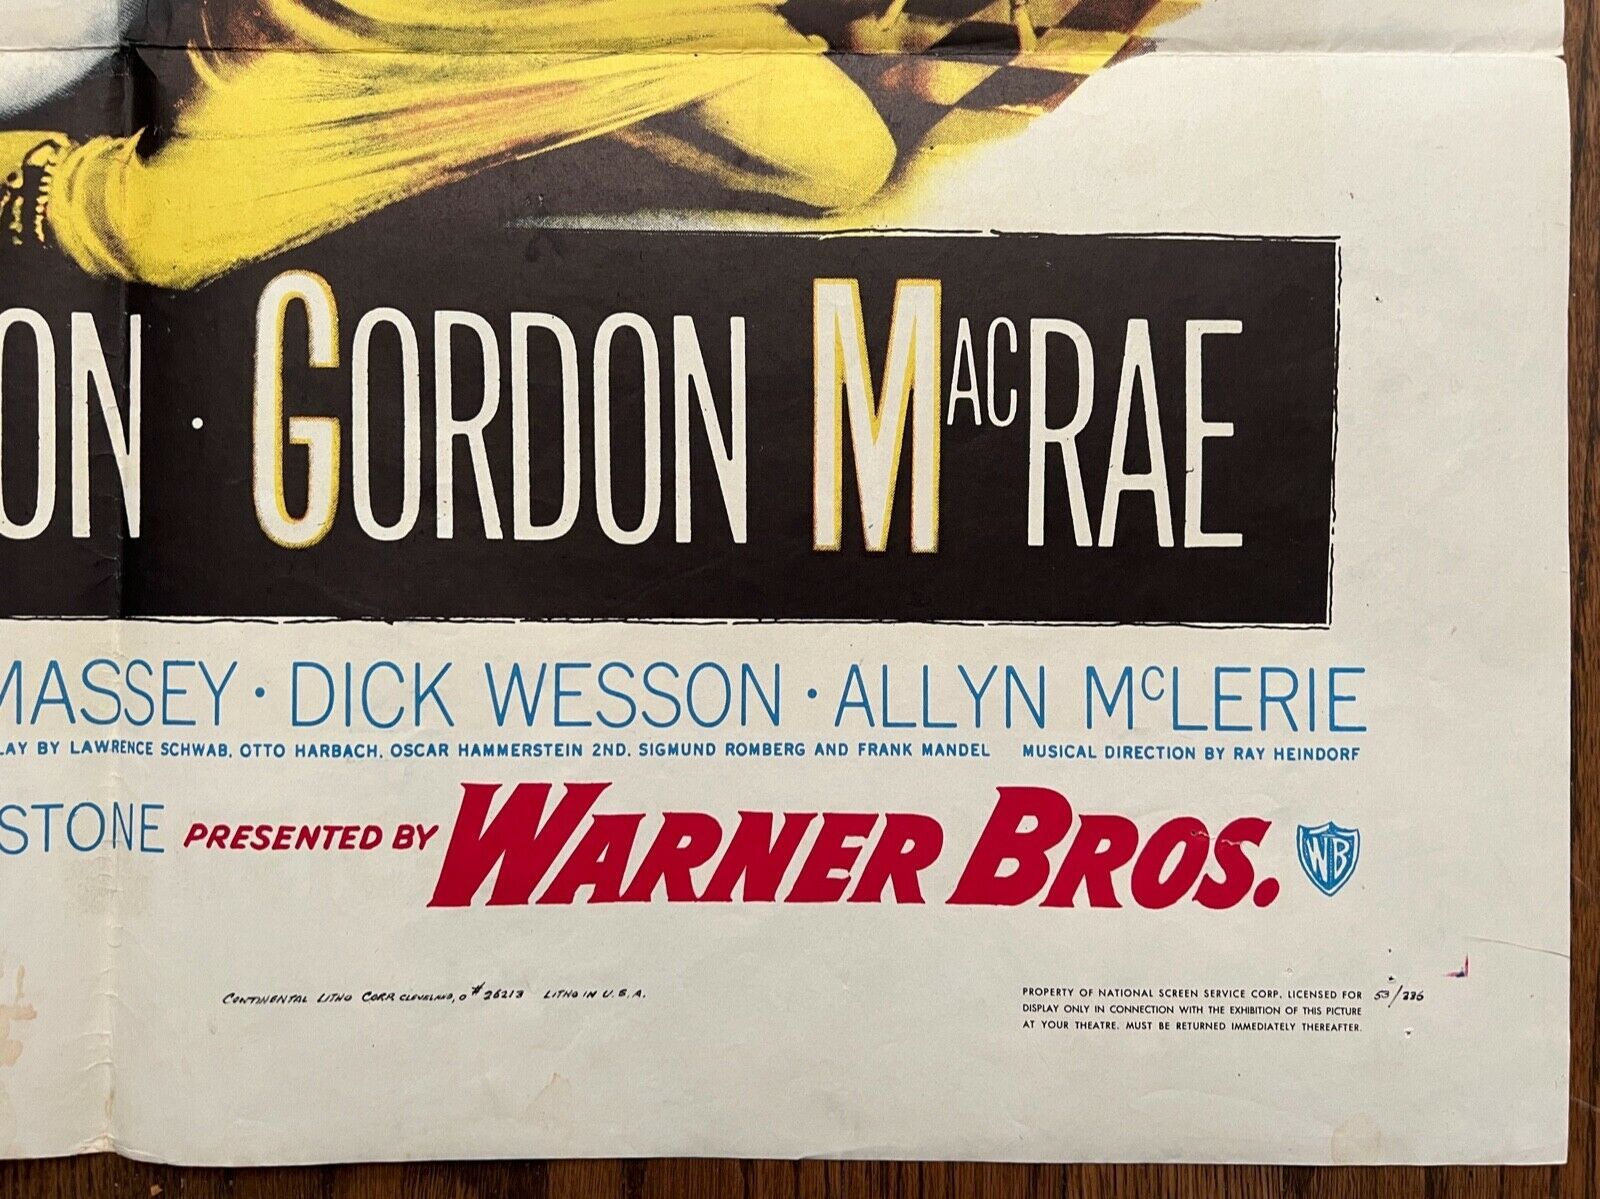 ON · GORDON MACRAE
MASSEY · DICK WESSON · ALLYN MCLERIE
LAY BY LAWRENCE SCHWAB, OTTO HARBACH, OSCAR HAMMERSTEIN 2ND, SIGMUND ROMBERG AND FRANK MANDEL MUSICAL DIRECTION BY RAY HEINDORF
STONE PRESENTED BY WARNER BROS. WB
CONTINENTAL LITHO CORP. CLEVELAND, O #26213 LITHO IN U.S.A.
PROPERTY OF NATIONAL SCREEN SERVICE CORP. LICENSED FOR 53/236
DISPLAY ONLY IN CONNECTION WITH THE EXHIBITION OF THIS PICTURE
AT YOUR THEATRE. MUST BE RETURNED IMMEDIATELY THEREAFTER.